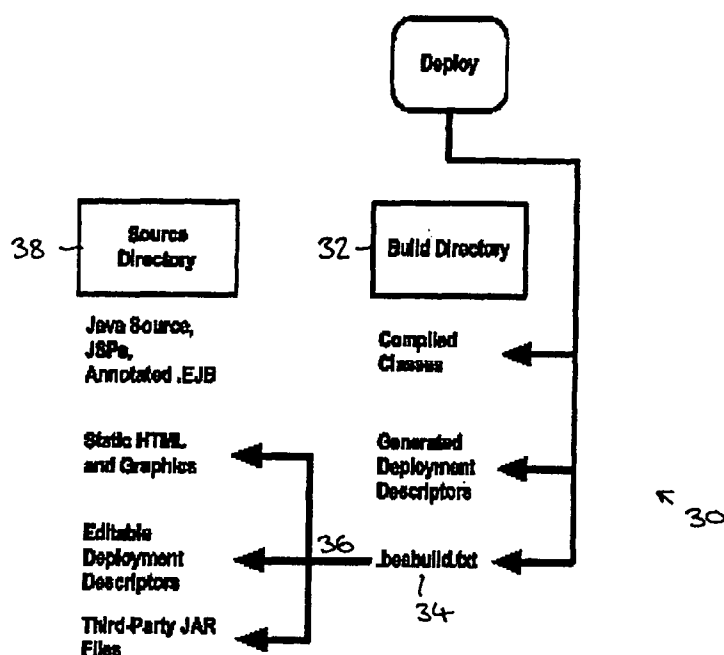 Deploy
38
Source
Directory
32
Build Directory
Java Source,
JSPs,
Annotated .EJB
Compiled
Classes
Static HTML
and Graphics
Generated
Deployment
Descriptors
30
Editable
Deployment
Descriptors
36
.beabuild.txt
34
Third-Party JAR
Files